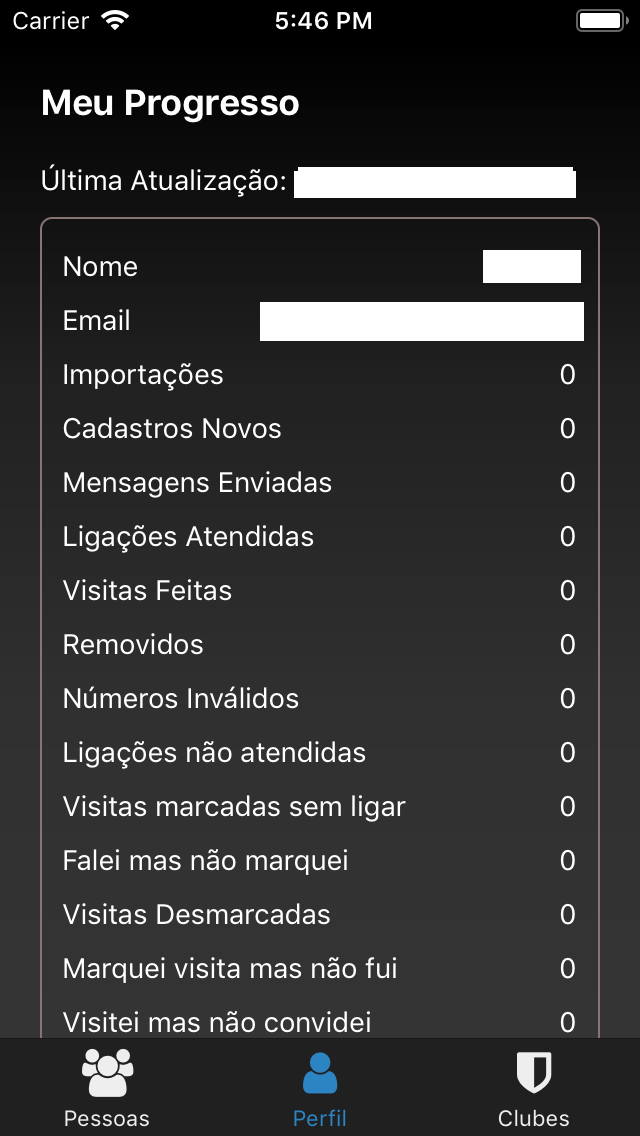 Carrier 5:46 PM
Meu Progresso
Última Atualização:
Nome
Email
Importações 0
Cadastros Novos 0
Mensagens Enviadas 0
Ligações Atendidas 0
Visitas Feitas 0
Removidos 0
Números Inválidos 0
Ligações não atendidas 0
Visitas marcadas sem ligar 0
Falei mas não marquei 0
Visitas Desmarcadas 0
Marquei visita mas não fui 0
Visitei mas não convidei 0
Pessoas Perfil Clubes